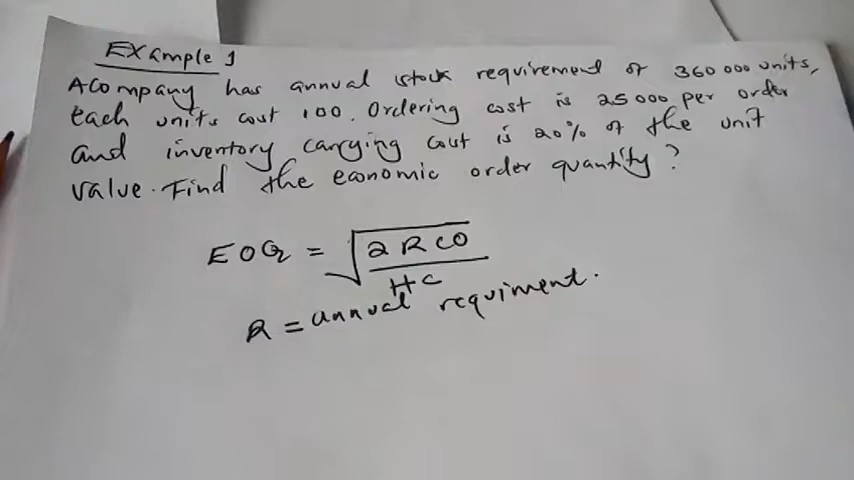 Example 1
A company has annual stock requirement of 360 000 units,
each units cost 100. Ordering cost is 25 000 per order
and inventory carrying cost is 20% of the unit
value. Find the economic order quantity?
EOQ = √2RCO
HC
R = annual requiment.